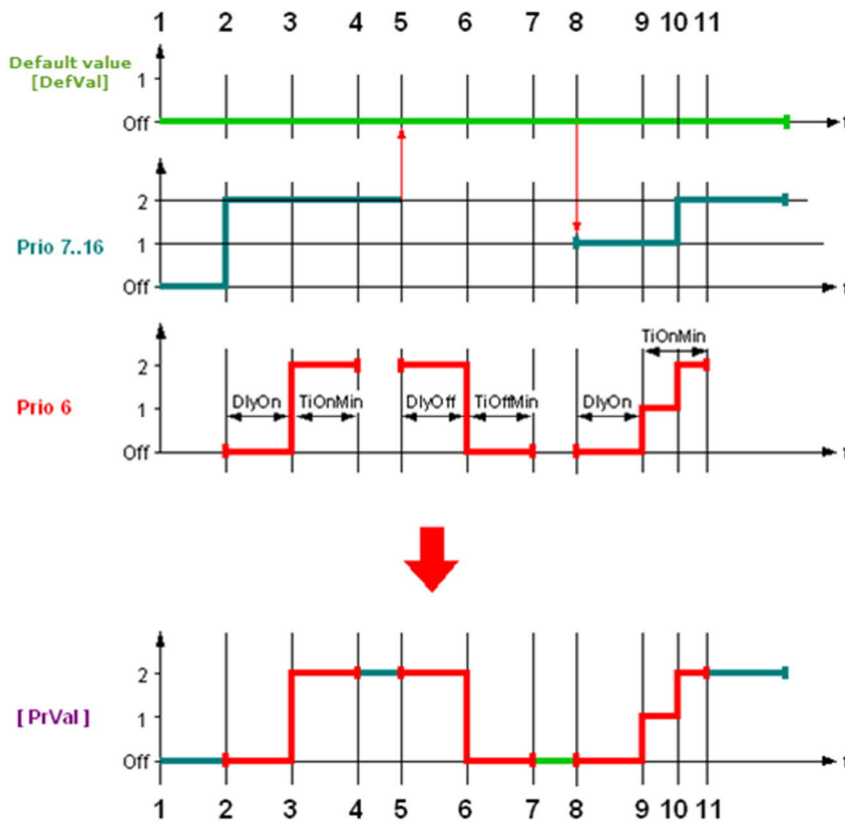 1 2 3 4 5 6 7 8 9 10 11
Default value
[DefVal]
1
Off
t
2
Prio 7..16
1
Off
t
TiOnMin
2
DlyOn TiOnMin DlyOff TiOffMin DlyOn
Prio 6
1
Off
t
2
[ PrVal ]
1
Off
t
1 2 3 4 5 6 7 8 9 10 11